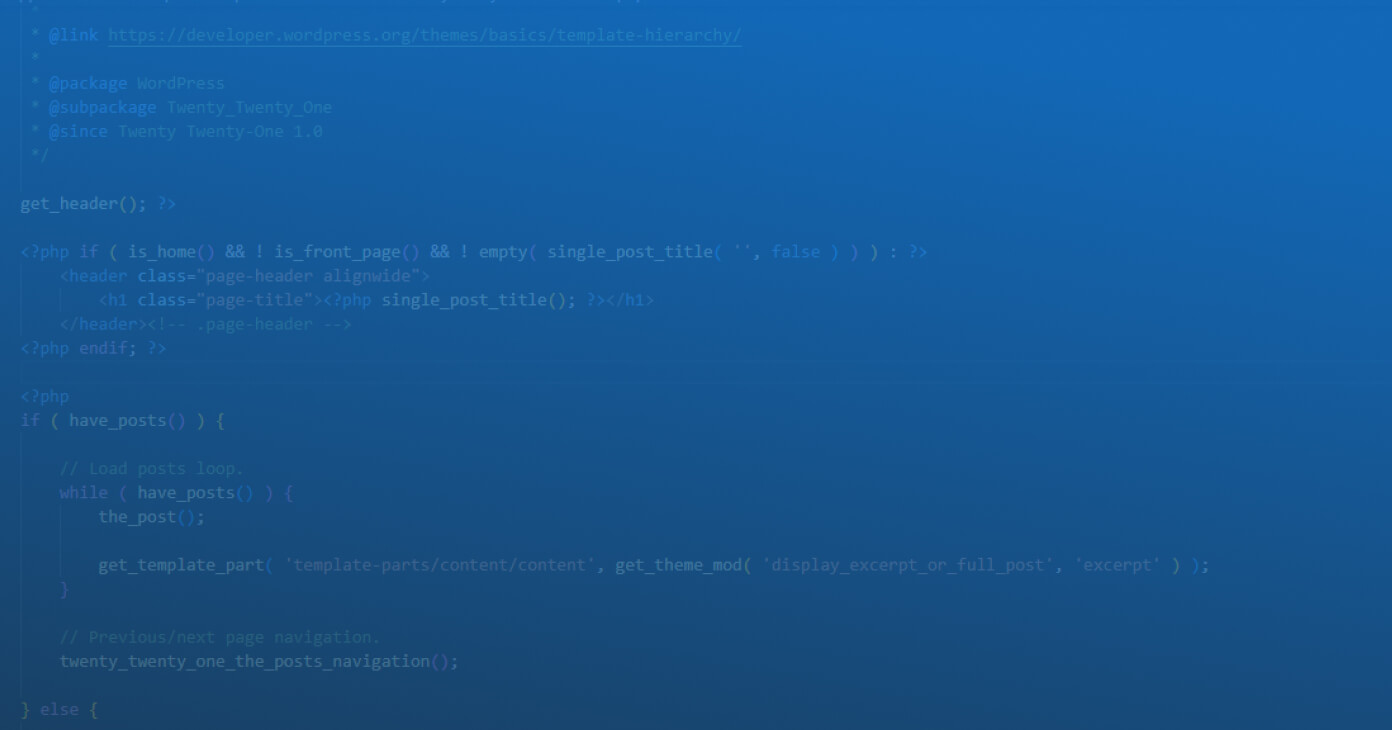 *
* @link https://developer.wordpress.org/themes/basics/template-hierarchy/
*
* @package WordPress
* @subpackage Twenty_Twenty_One
* @since Twenty Twenty-One 1.0
*/
get_header(); ?>
<?php if ( is_home() && ! is_front_page() && ! empty( single_post_title( '', false ) ) ) : ?>
<header class="page-header alignwide">
<h1 class="page-title"><?php single_post_title(); ?></h1>
</header><!-- .page-header -->
<?php endif; ?>
<?php
if ( have_posts() ) {
// Load posts loop.
while ( have_posts() ) {
the_post();
get_template_part( 'template-parts/content/content', get_theme_mod( 'display_excerpt_or_full_post', 'excerpt' ) );
}
// Previous/next page navigation.
twenty_twenty_one_the_posts_navigation();
} else {